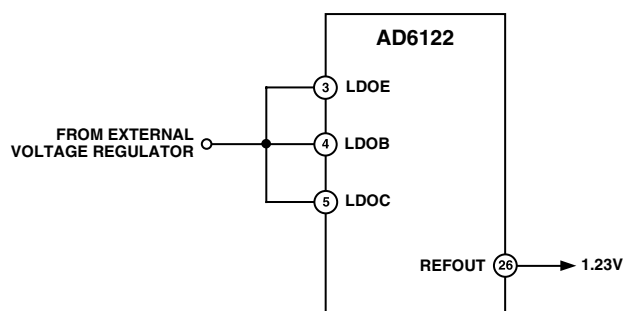 AD6122
3 LDOE
FROM EXTERNAL
VOLTAGE REGULATOR
4 LDOB
5 LDOC
REFOUT 26 1.23V